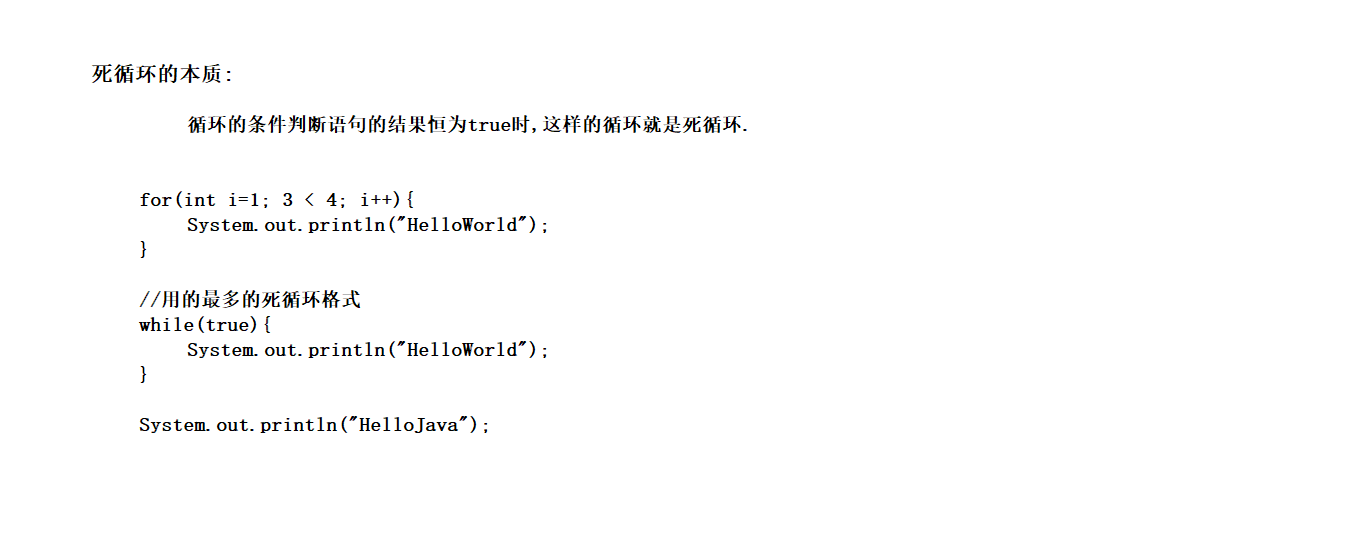 死循环的本质:
循环的条件判断语句的结果恒为true时,这样的循环就是死循环.
for(int i=1; 3 < 4; i++){
System.out.println("HelloWorld");
}
//用的最多的死循环格式
while(true){
System.out.println("HelloWorld");
}
System.out.println("HelloJava");